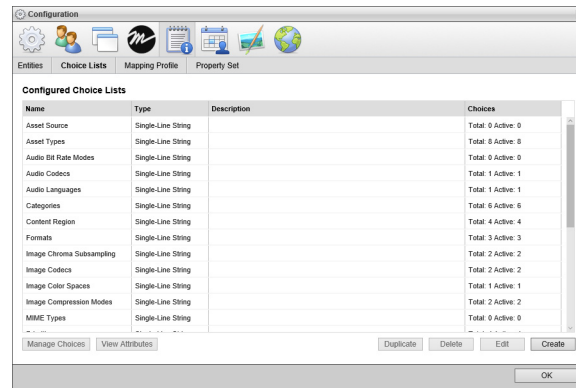 Configuration
Entities Choice Lists Mapping Profile Property Set
Configured Choice Lists
Name Type Description Choices
Asset Source Single-Line String Total: 0 Active: 0
Asset Types Single-Line String Total: 8 Active: 8
Audio Bit Rate Modes Single-Line String Total: 0 Active: 0
Audio Codecs Single-Line String Total: 1 Active: 1
Audio Languages Single-Line String Total: 1 Active: 1
Categories Single-Line String Total: 6 Active: 6
Content Region Single-Line String Total: 4 Active: 4
Formats Single-Line String Total: 3 Active: 3
Image Chroma Subsampling Single-Line String Total: 2 Active: 2
Image Codecs Single-Line String Total: 2 Active: 2
Image Color Spaces Single-Line String Total: 1 Active: 1
Image Compression Modes Single-Line String Total: 2 Active: 2
MIME Types Single-Line String Total: 0 Active: 0
Manage Choices View Attributes Duplicate Delete Edit Create
OK